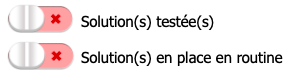 Solution(s) testée(s)
Solution(s) en place en routine